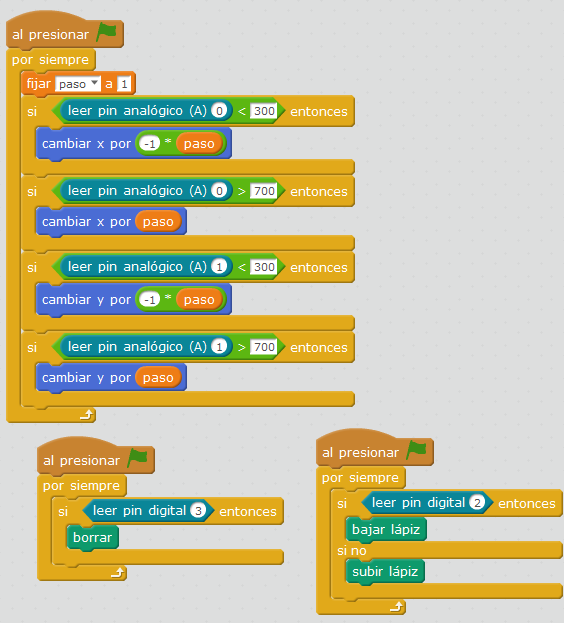 al presionar
por siempre
fijar paso a 1
si leer pin analógico (A) 0 < 300 entonces
cambiar x por -1 * paso
si leer pin analógico (A) 0 > 700 entonces
cambiar x por paso
si leer pin analógico (A) 1 < 300 entonces
cambiar y por -1 * paso
si leer pin analógico (A) 1 > 700 entonces
cambiar y por paso
al presionar
por siempre
si leer pin digital 3 entonces
borrar
al presionar
por siempre
si leer pin digital 2 entonces
bajar lápiz
si no
subir lápiz